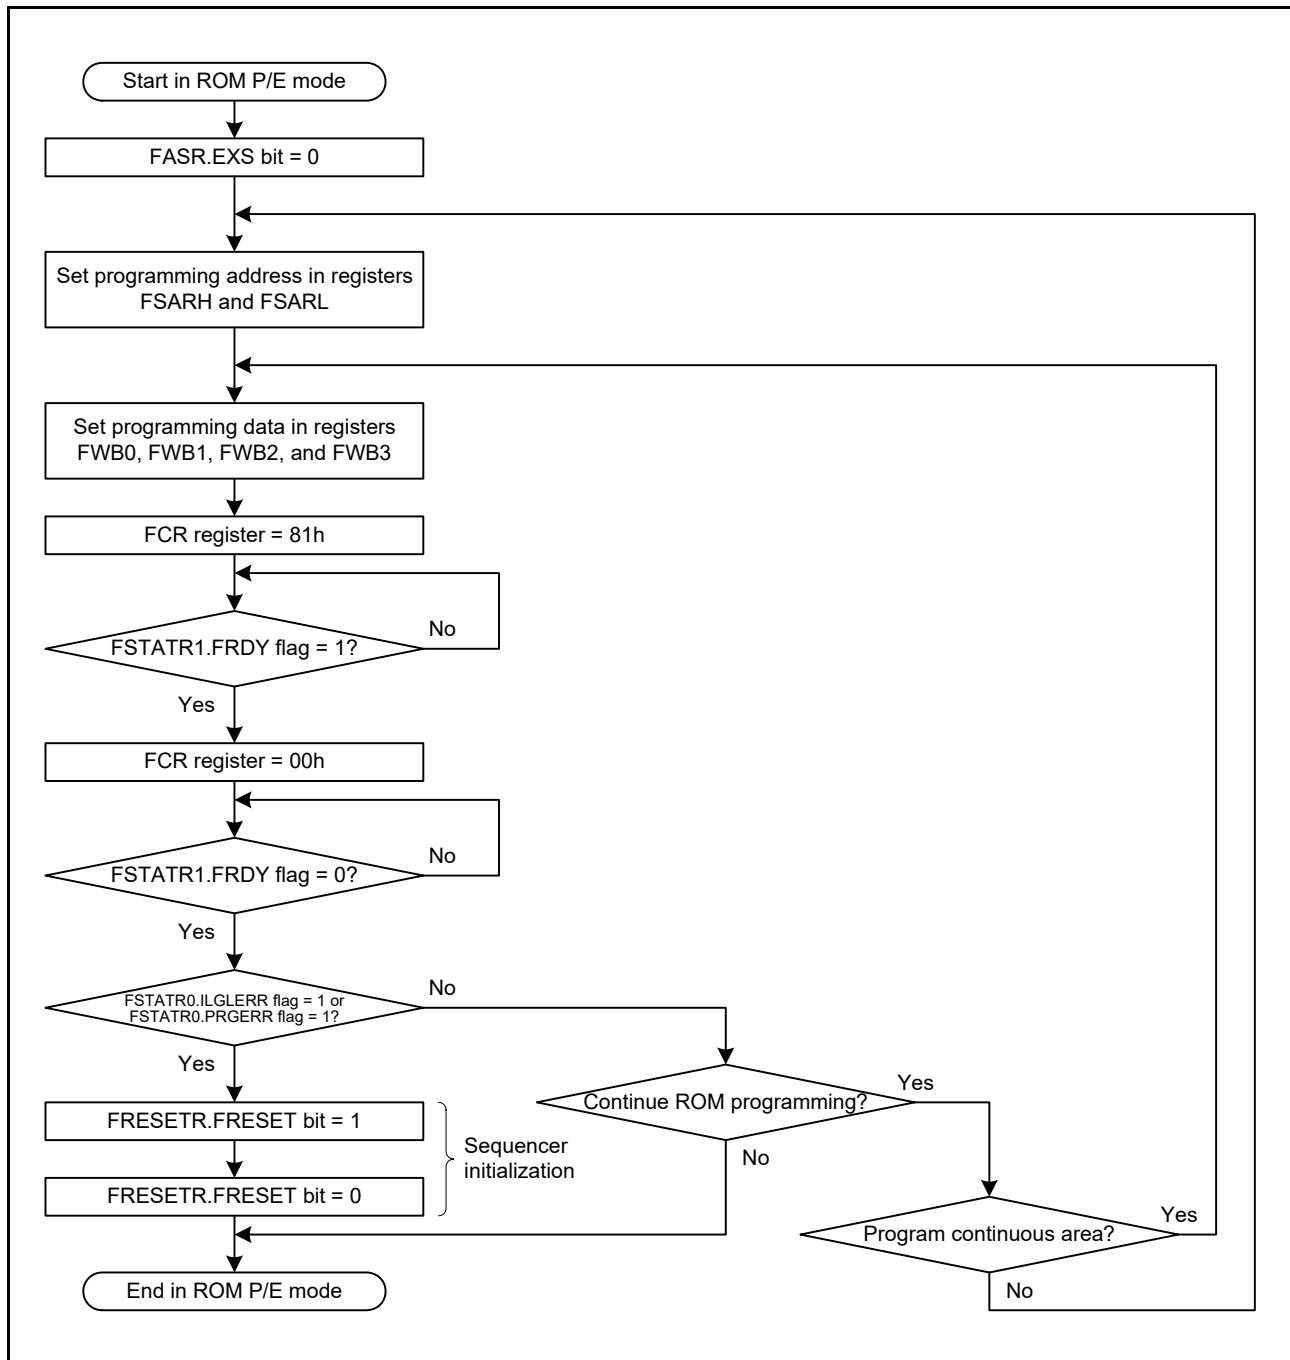 Start in ROM P/E mode
FASR.EXS bit = 0
Set programming address in registers
FSARH and FSARL
Set programming data in registers
FWB0, FWB1, FWB2, and FWB3
FCR register = 81h
FSTATR1.FRDY flag = 1?
No
Yes
FCR register = 00h
FSTATR1.FRDY flag = 0?
No
Yes
FSTATR0.ILGLERR flag = 1 or
FSTATR0.PRGERR flag = 1?
No
Yes
Continue ROM programming?
Yes
No
FRESETR.FRESET bit = 1
FRESETR.FRESET bit = 0
Sequencer
initialization
Program continuous area?
Yes
No
End in ROM P/E mode